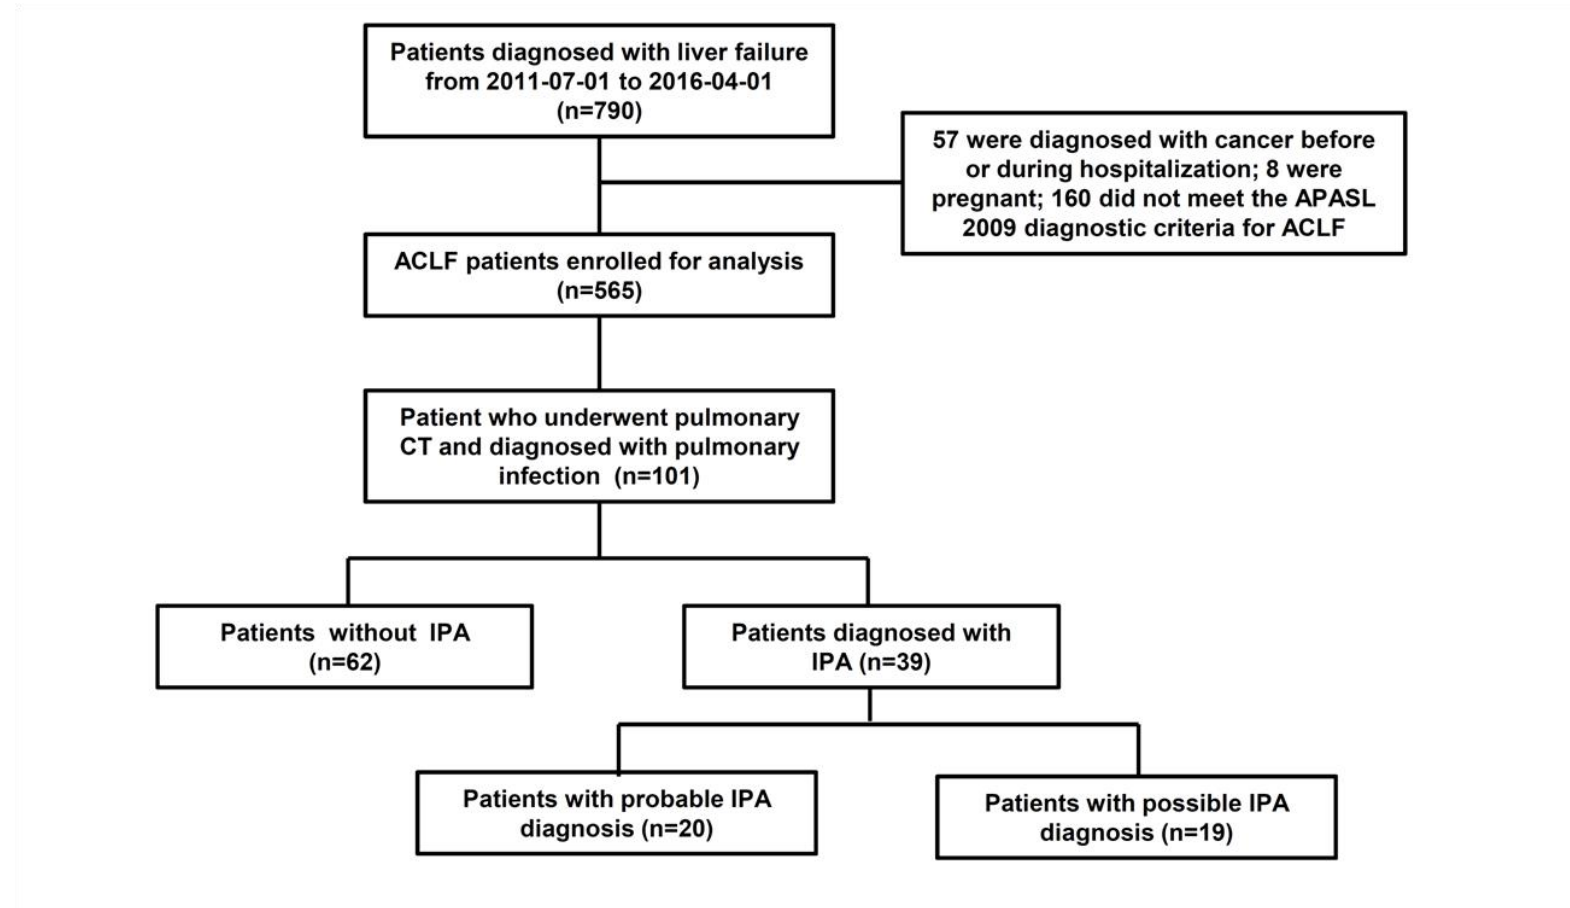 Patients diagnosed with liver failure
from 2011-07-01 to 2016-04-01
(n=790)
57 were diagnosed with cancer before
or during hospitalization; 8 were
pregnant; 160 did not meet the APASL
2009 diagnostic criteria for ACLF
ACLF patients enrolled for analysis
(n=565)
Patient who underwent pulmonary
CT and diagnosed with pulmonary
infection (n=101)
Patients without IPA
(n=62)
Patients diagnosed with
IPA (n=39)
Patients with probable IPA
diagnosis (n=20)
Patients with possible IPA
diagnosis (n=19)